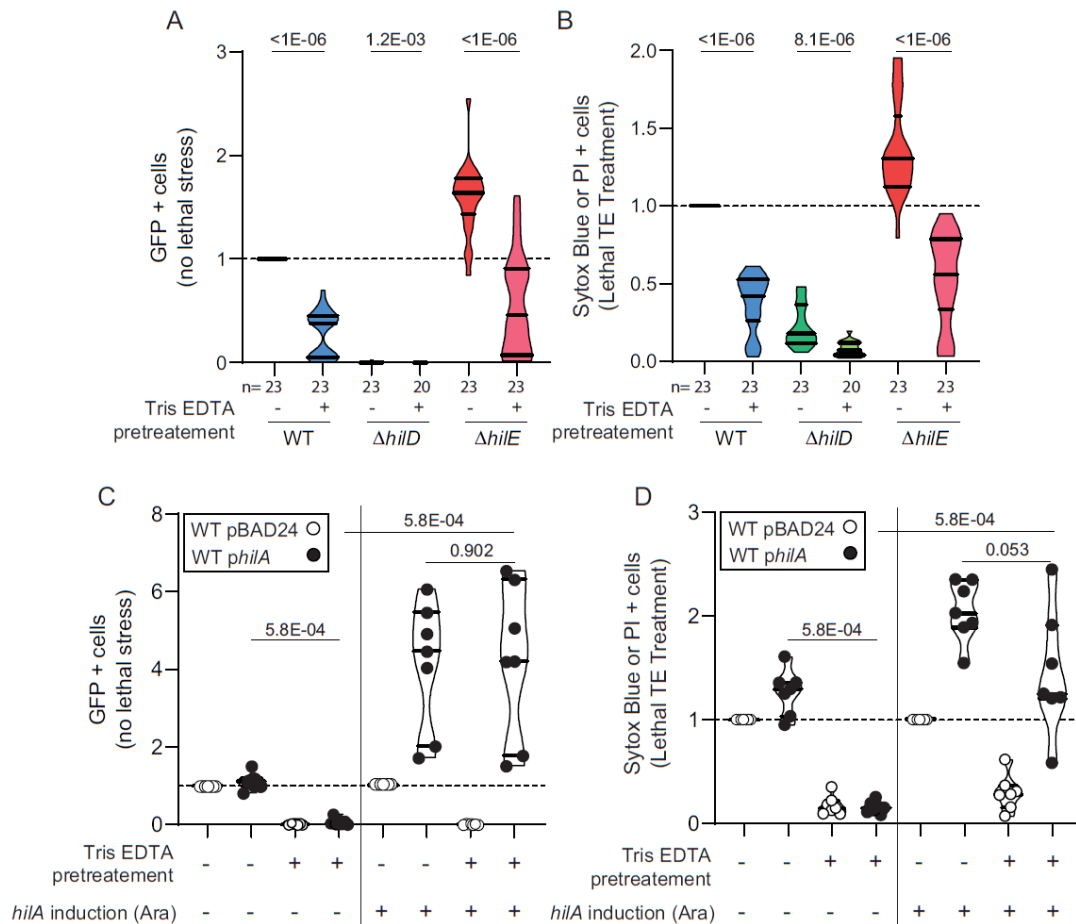 A
<1E-06 1.2E-03 <1E-06
3
2
1
0
GFP + cells
(no lethal stress)
n= 23 23 23 20 23 23
Tris EDTA
pretreatement
- + - + - +
WT ΔhilD ΔhilE
B
<1E-06 8.1E-06 <1E-06
2.0
1.5
1.0
0.5
0.0
Sytox Blue or PI + cells
(Lethal TE Treatment)
n= 23 23 23 20 23 23
- + - + - +
WT ΔhilD ΔhilE
C
WT pBAD24
WT philA
5.8E-04
0.902
5.8E-04
8
6
4
2
0
GFP + cells
(no lethal stress)
Tris EDTA
pretreatement
- - + + - - + +
hilA induction (Ara)
- - - - + + + +
D
WT pBAD24
WT philA
5.8E-04
0.053
5.8E-04
3
2
1
0
Sytox Blue or PI + cells
(Lethal TE Treatment)
Tris EDTA
pretreatement
- - + + - - + +
hilA induction (Ara)
- - - - + + + +